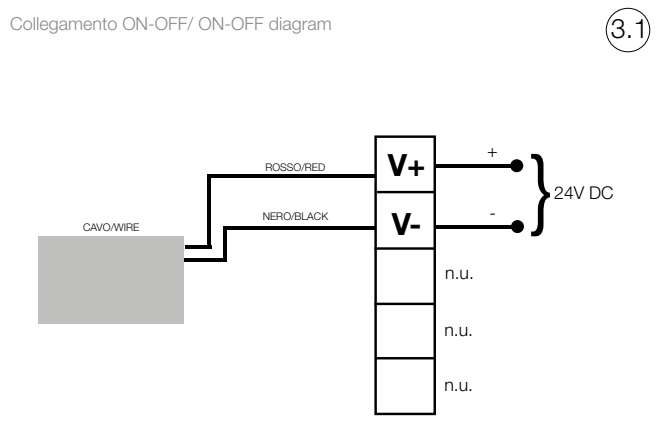 Collegamento ON-OFF/ ON-OFF diagram
3.1
ROSSO/RED
V+
+
24V DC
CAVO/WIRE
NERO/BLACK
V-
-
n.u.
n.u.
n.u.